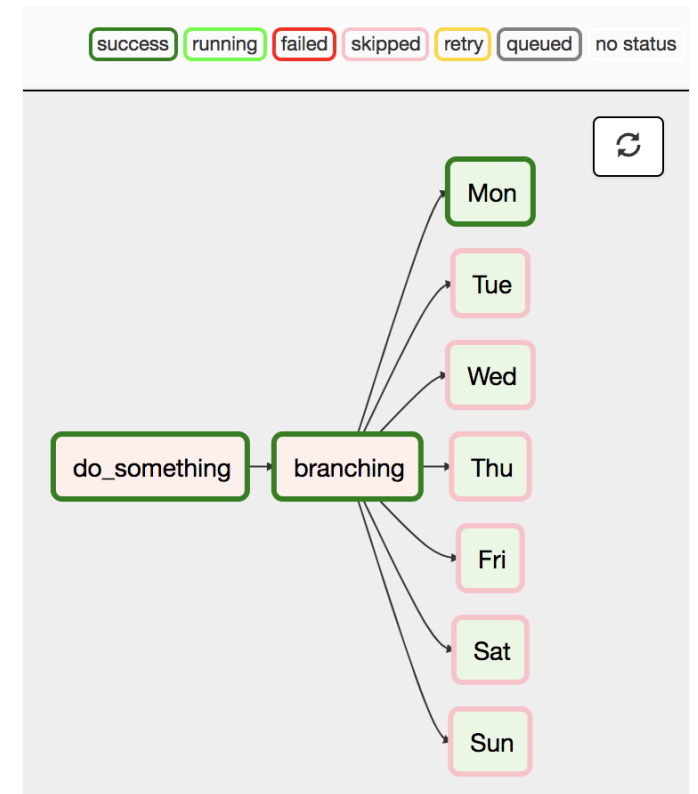 success running failed skipped retry queued no status
Mon
Tue
Wed
do_something branching Thu
Fri
Sat
Sun